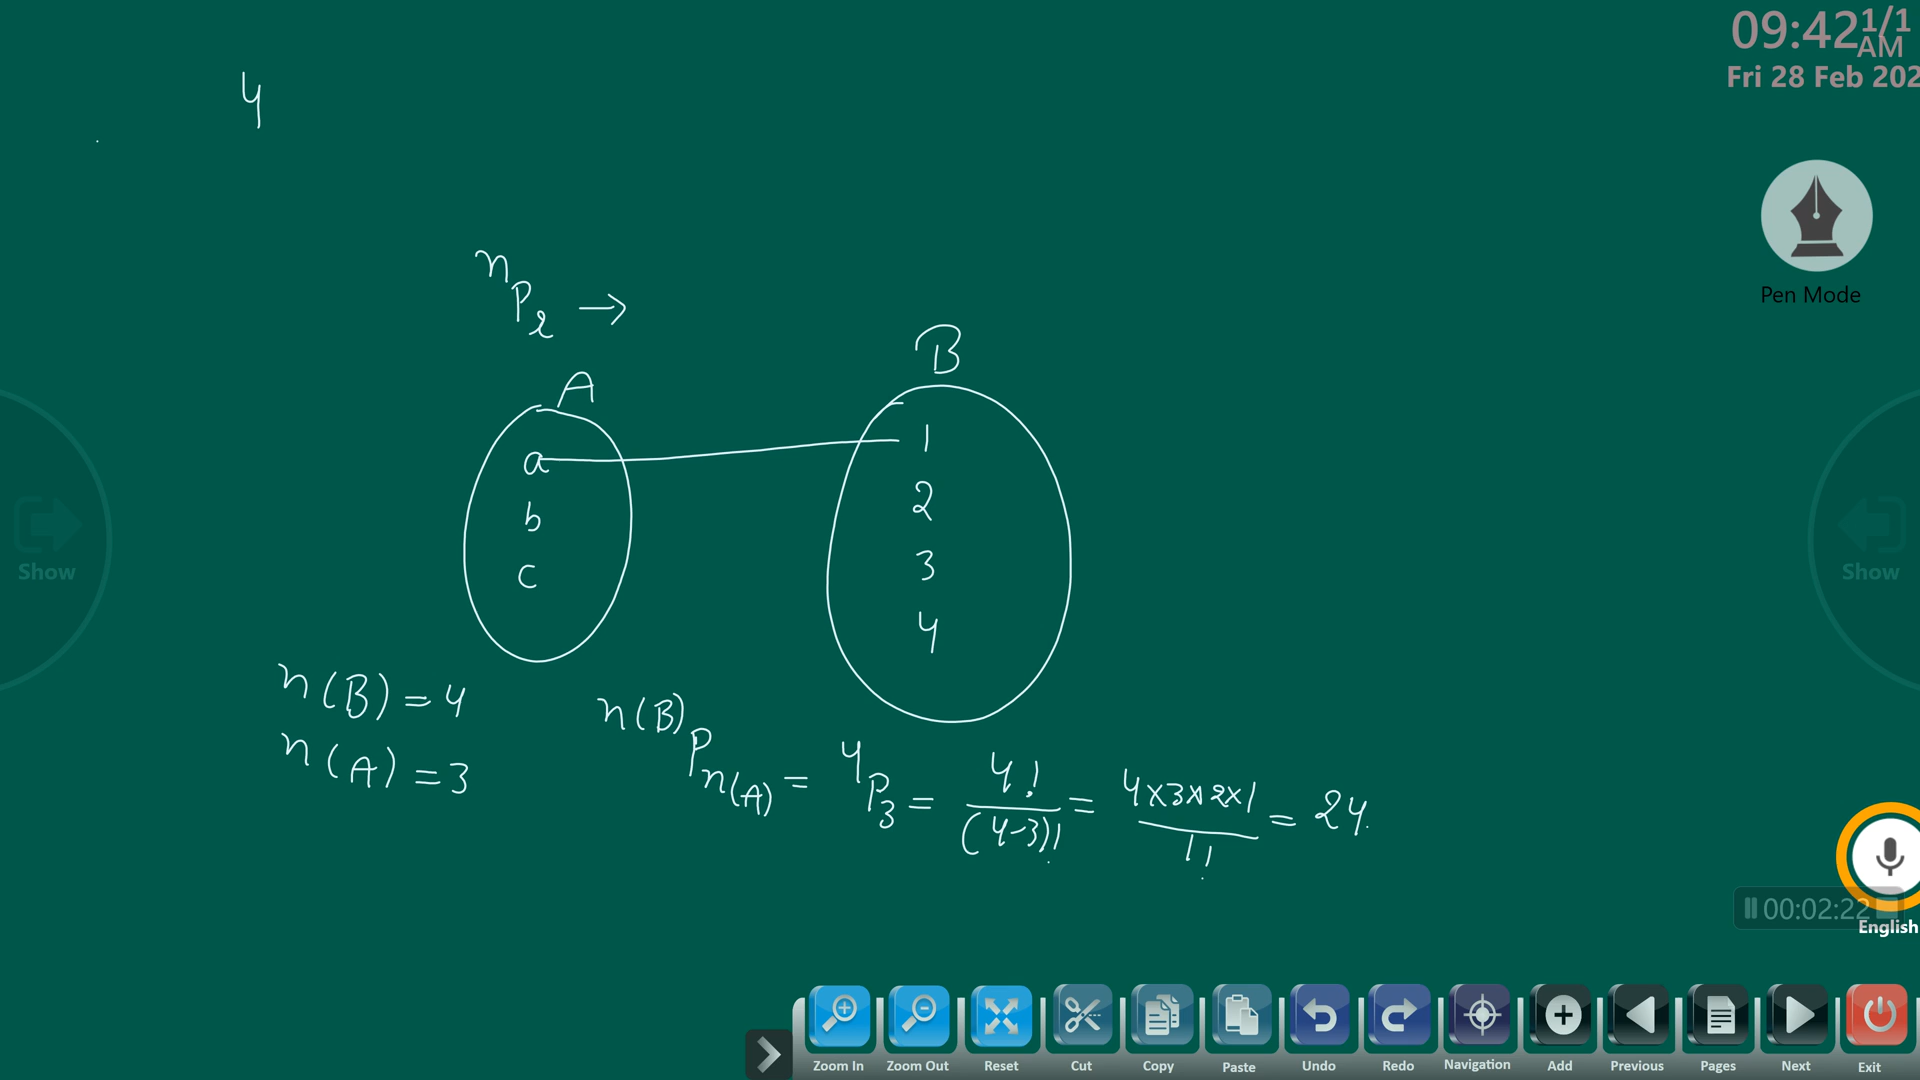 09:42 1/1
AM
Fri 28 Feb 202
4
Pen Mode
nPr →
A
B
a
b
c
1
2
3
4
Show
Show
n(B) = 4
n(A) = 3
n(B)Pn(A) = 4P3 = 4!/(4-3)! = 4x3x2x1/1! = 24.
00:02:22
English
Zoom In
Zoom Out
Reset
Cut
Copy
Paste
Undo
Redo
Navigation
Add
Previous
Pages
Next
Exit